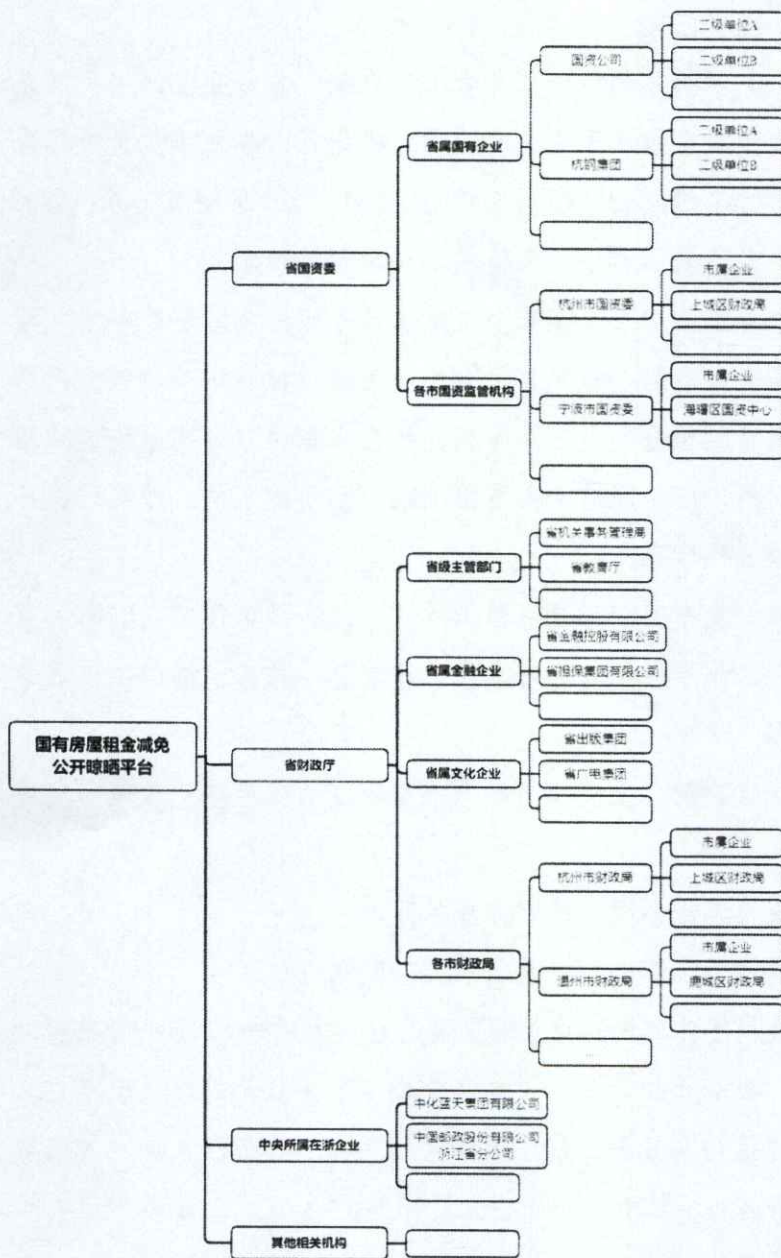 国有房屋租金减免
公开晾晒平台
省国资委
省属国有企业
国资公司
二级单位A
二级单位B
杭钢集团
二级单位A
二级单位B
各市国资监管机构
杭州市国资委
市属企业
上城区财政局
宁波市国资委
市属企业
海曙区国资中心
省财政厅
省级主管部门
省机关事务管理局
省教育厅
省属金融企业
省金融控股有限公司
省担保集团有限公司
省属文化企业
省出版集团
省广电集团
各市财政局
杭州市财政局
市属企业
上城区财政局
温州市财政局
市属企业
鹿城区财政局
...
中央所属在浙企业
中化蓝天集团有限公司
中国邮政股份有限公司
浙江省分公司
其他相关机构